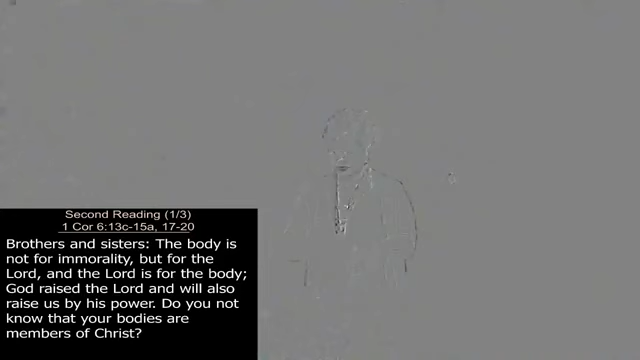 Second Reading (1/3)
1 Cor 6:13c-15a, 17-20
Brothers and sisters: The body is
not for immorality, but for the
Lord, and the Lord is for the body;
God raised the Lord and will also
raise us by his power. Do you not
know that your bodies are
members of Christ?